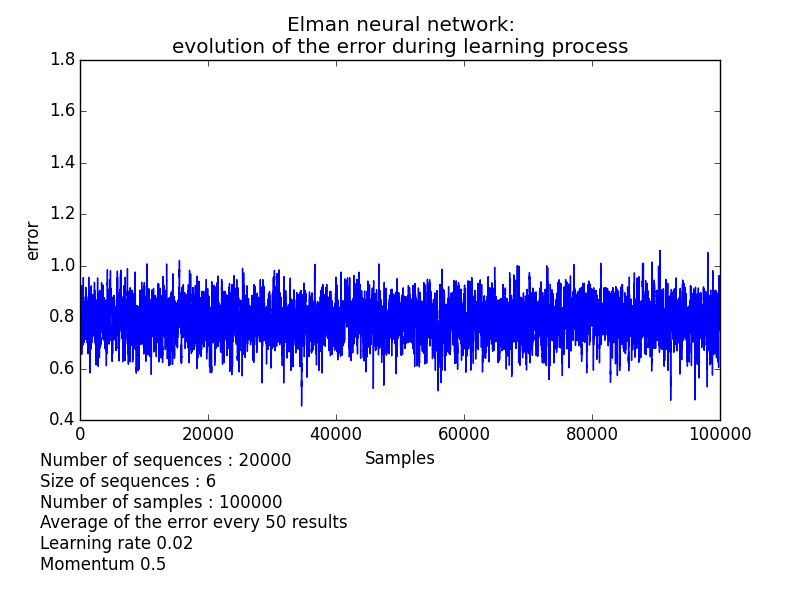 Elman neural network:
evolution of the error during learning process
1.8
1.6
1.4
1.2
1.0
0.8
0.6
0.4
error
0 20000 40000 60000 80000 100000
Samples
Number of sequences : 20000
Size of sequences : 6
Number of samples : 100000
Average of the error every 50 results
Learning rate 0.02
Momentum 0.5